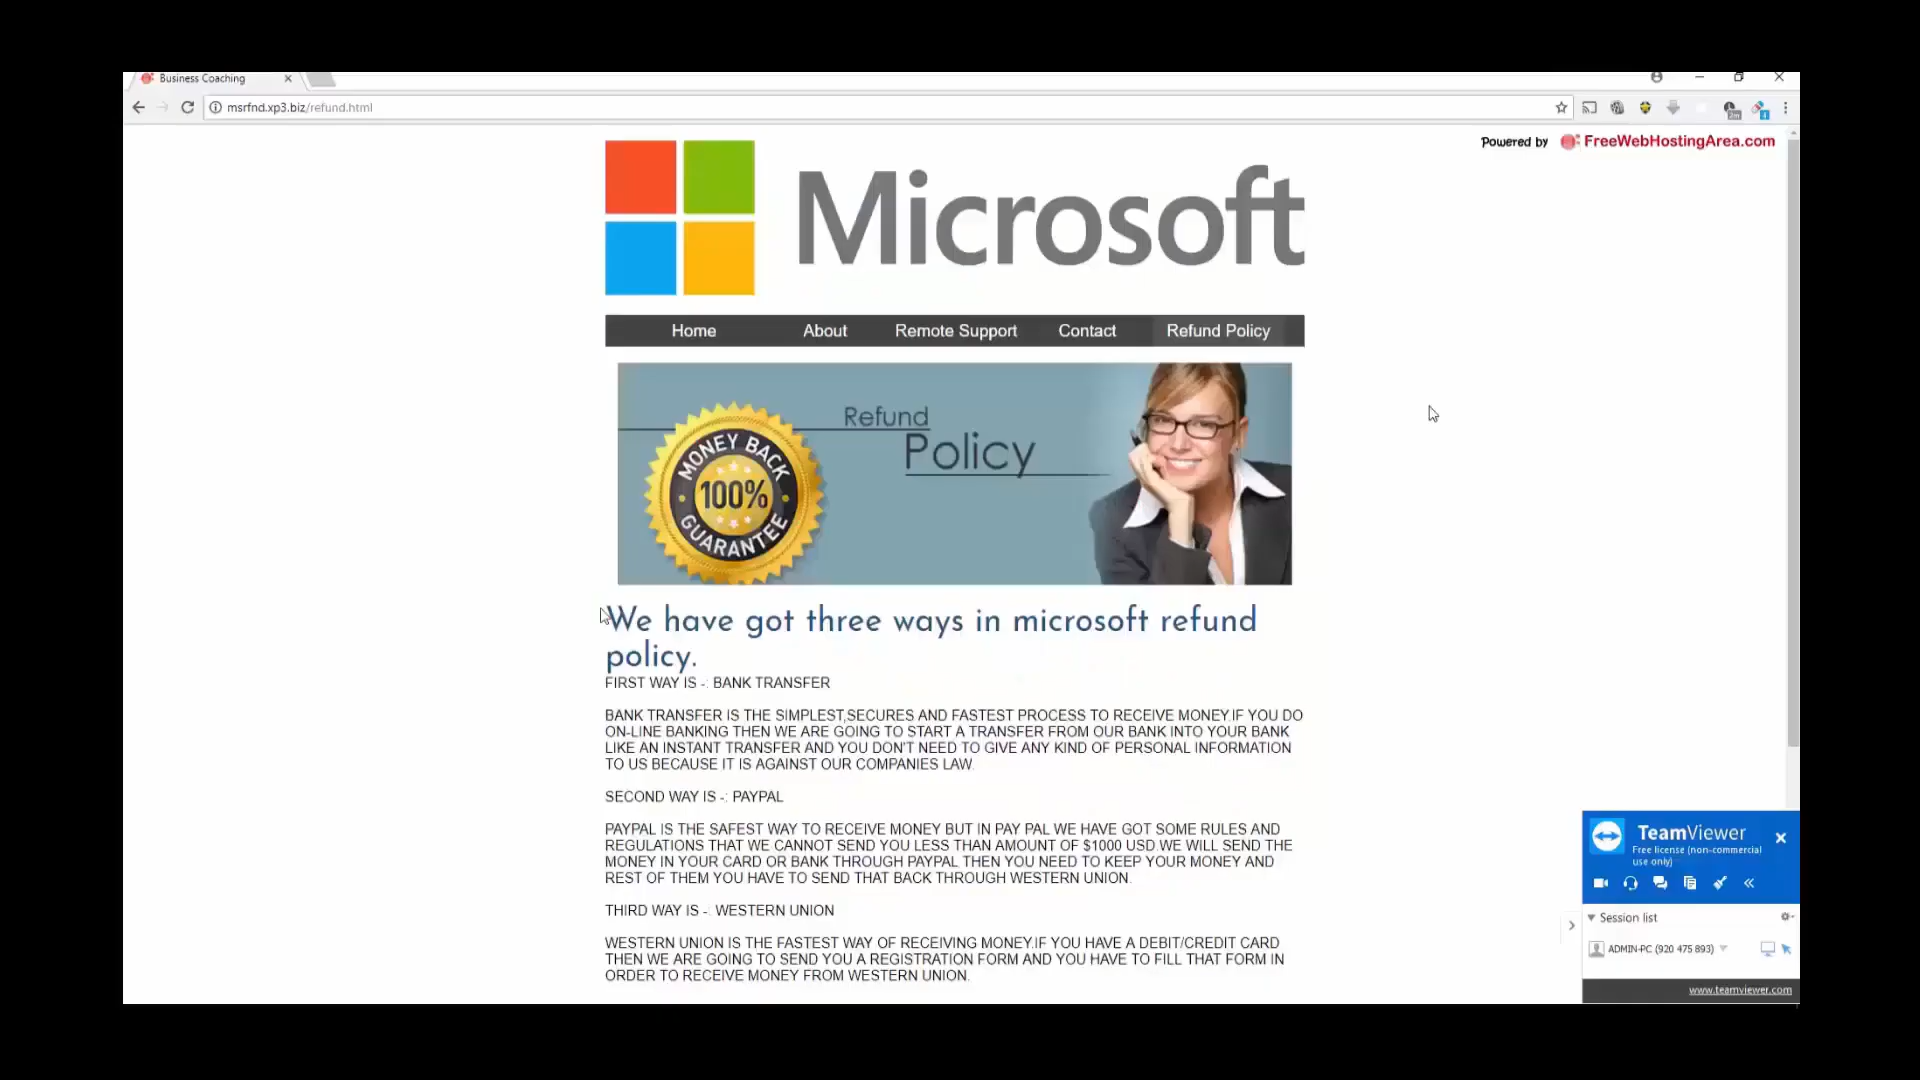 Business Coaching
msrfnd.xp3.biz/refund.html
Powered by FreeWebHostingArea.com
Microsoft
Home About Remote Support Contact Refund Policy
Refund
Policy
MONEY BACK
100%
GUARANTEE
We have got three ways in microsoft refund
policy.
FIRST WAY IS -: BANK TRANSFER
BANK TRANSFER IS THE SIMPLEST,SECURES AND FASTEST PROCESS TO RECEIVE MONEY.IF YOU DO
ON-LINE BANKING THEN WE ARE GOING TO START A TRANSFER FROM OUR BANK INTO YOUR BANK
LIKE AN INSTANT TRANSFER AND YOU DON'T NEED TO GIVE ANY KIND OF PERSONAL INFORMATION
TO US BECAUSE IT IS AGAINST OUR COMPANIES LAW.
SECOND WAY IS -: PAYPAL
PAYPAL IS THE SAFEST WAY TO RECEIVE MONEY BUT IN PAY PAL WE HAVE GOT SOME RULES AND
REGULATIONS THAT WE CANNOT SEND YOU LESS THAN AMOUNT OF $1000 USD.WE WILL SEND THE
MONEY IN YOUR CARD OR BANK THROUGH PAYPAL THEN YOU NEED TO KEEP YOUR MONEY AND
REST OF THEM YOU HAVE TO SEND THAT BACK THROUGH WESTERN UNION.
THIRD WAY IS -: WESTERN UNION
WESTERN UNION IS THE FASTEST WAY OF RECEIVING MONEY.IF YOU HAVE A DEBIT/CREDIT CARD
THEN WE ARE GOING TO SEND YOU A REGISTRATION FORM AND YOU HAVE TO FILL THAT FORM IN
ORDER TO RECEIVE MONEY FROM WESTERN UNION.
TeamViewer
Free license (non-commercial
use only)
Session list
ADMIN-PC (920 475 893)
www.teamviewer.com